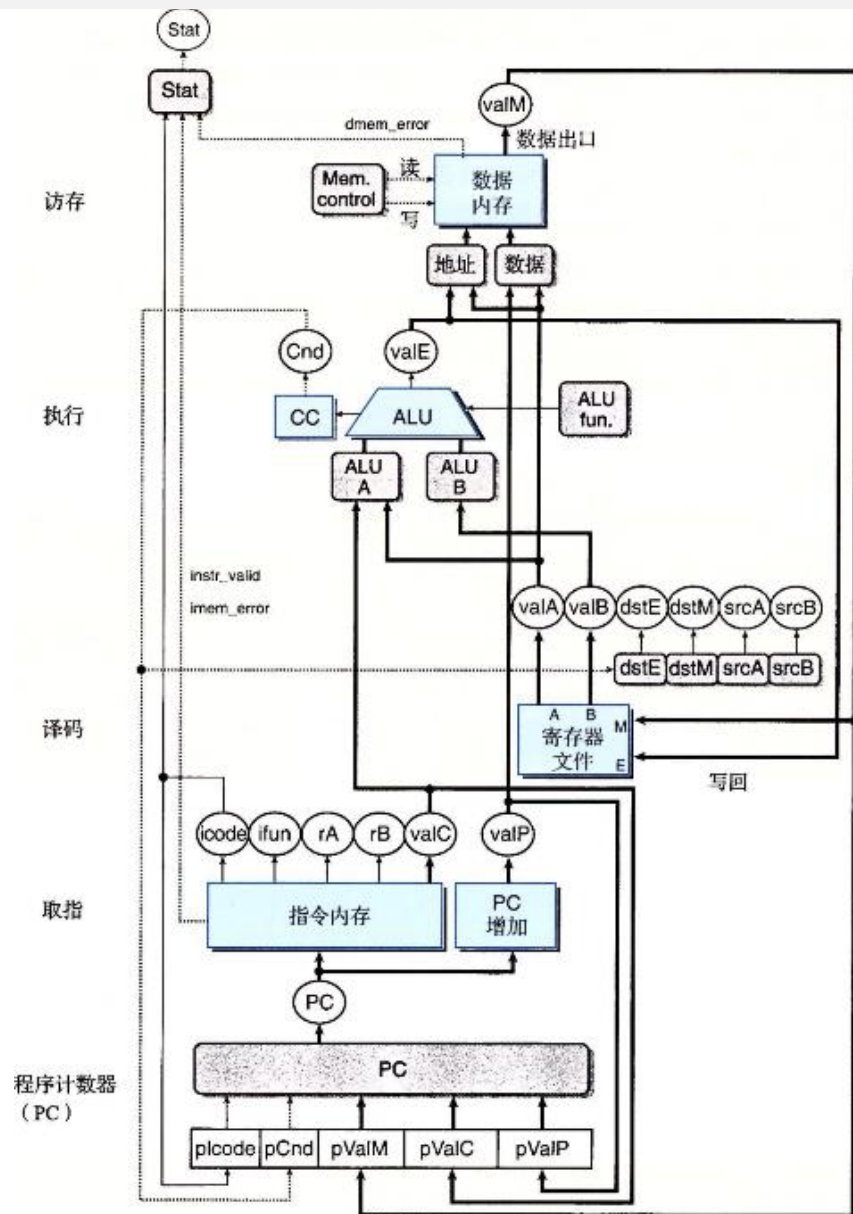 Stat
Stat
dmem_error
valM
数据出口
访存
Mem.
control
读
写
数据
内存
地址
数据
Cnd
valE
执行
CC
ALU
ALU
fun.
ALU
A
ALU
B
instr_valid
imem_error
valA
valB
dstE
dstM
srcA
srcB
dstE
dstM
srcA
srcB
译码
A
B
M
寄存器
文件
E
写回
icode
ifun
rA
rB
valC
valP
取指
指令内存
PC
增加
PC
PC
程序计数器
(PC)
pIcode
pCnd
pValM
pValC
pValP